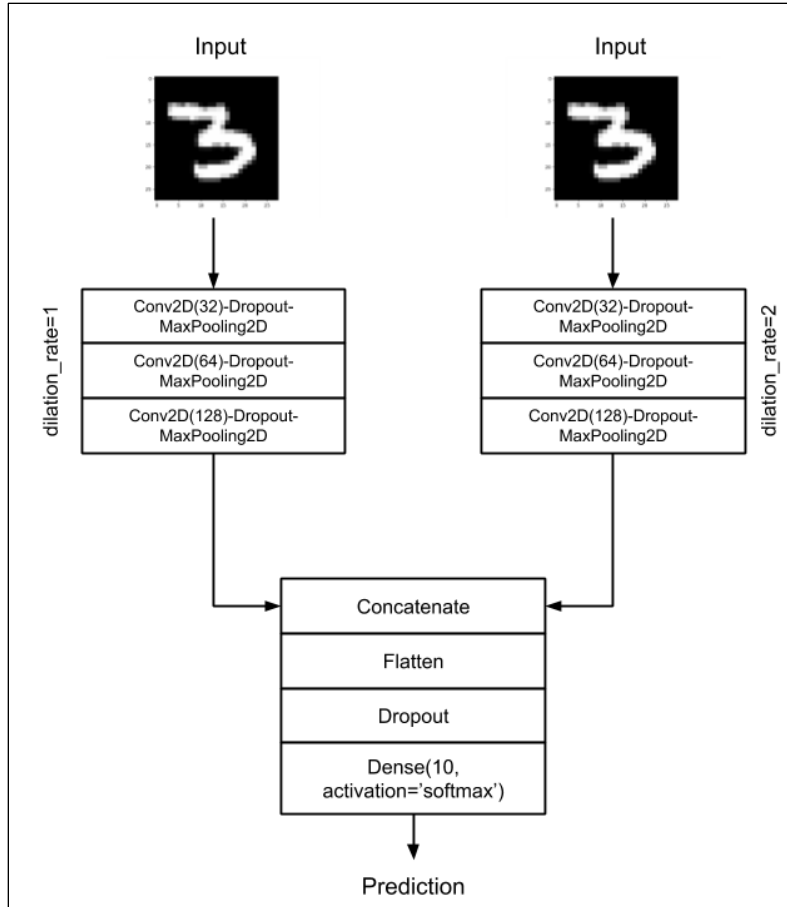 Input
Input
dilation_rate=1
Conv2D(32)-Dropout-
MaxPooling2D
Conv2D(64)-Dropout-
MaxPooling2D
Conv2D(128)-Dropout-
MaxPooling2D
Conv2D(32)-Dropout-
MaxPooling2D
Conv2D(64)-Dropout-
MaxPooling2D
Conv2D(128)-Dropout-
MaxPooling2D
dilation_rate=2
Concatenate
Flatten
Dropout
Dense(10,
activation=’softmax’)
Prediction